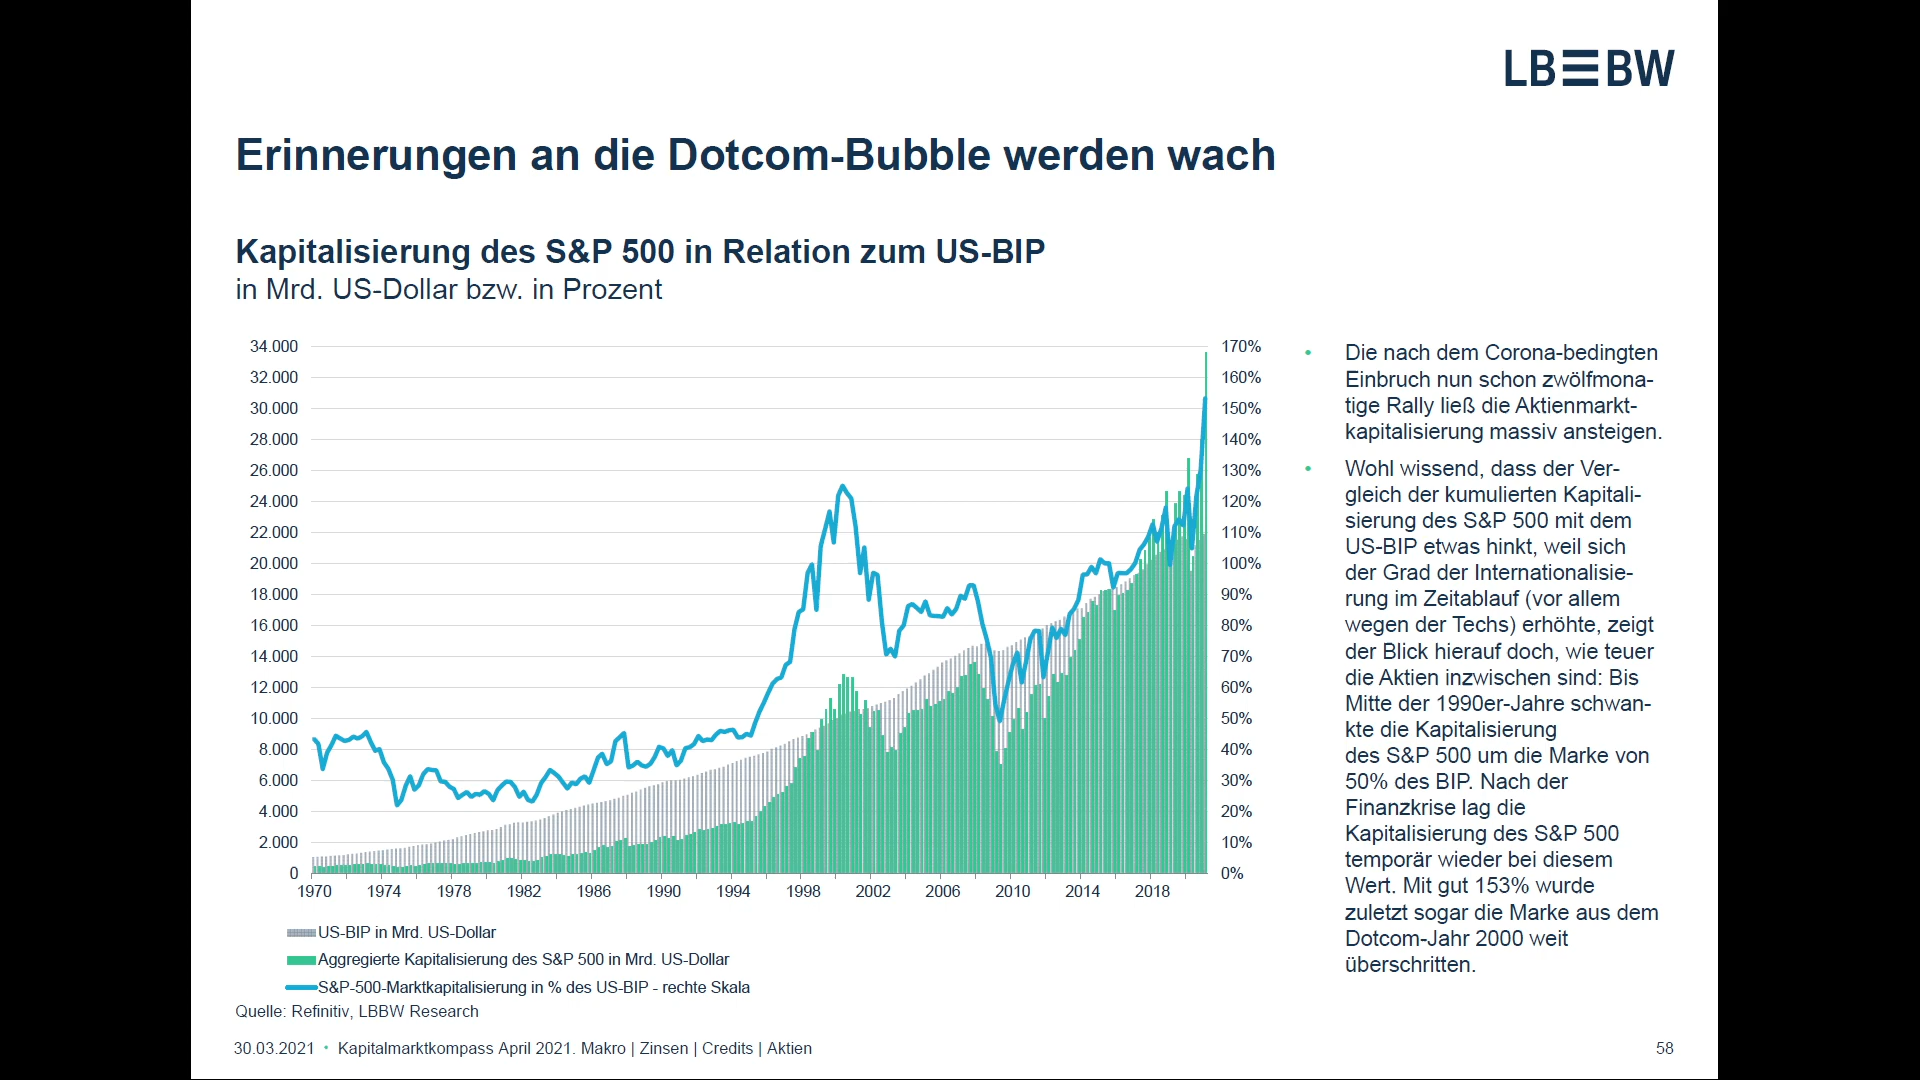 LBBW
Erinnerungen an die Dotcom-Bubble werden wach
Kapitalisierung des S&P 500 in Relation zum US-BIP
in Mrd. US-Dollar bzw. in Prozent
34.000
32.000
30.000
28.000
26.000
24.000
22.000
20.000
18.000
16.000
14.000
12.000
10.000
8.000
6.000
4.000
2.000
0
170%
160%
150%
140%
130%
120%
110%
100%
90%
80%
70%
60%
50%
40%
30%
20%
10%
0%
1970 1974 1978 1982 1986 1990 1994 1998 2002 2006 2010 2014 2018
US-BIP in Mrd. US-Dollar
Aggregierte Kapitalisierung des S&P 500 in Mrd. US-Dollar
S&P-500-Marktkapitalisierung in % des US-BIP - rechte Skala
Quelle: Refinitiv, LBBW Research
• Die nach dem Corona-bedingten
Einbruch nun schon zwölfmona-
tige Rally ließ die Aktienmarkt-
kapitalisierung massiv ansteigen.
• Wohl wissend, dass der Ver-
gleich der kumulierten Kapitali-
sierung des S&P 500 mit dem
US-BIP etwas hinkt, weil sich
der Grad der Internationalisie-
rung im Zeitablauf (vor allem
wegen der Techs) erhöhte, zeigt
der Blick hierauf doch, wie teuer
die Aktien inzwischen sind: Bis
Mitte der 1990er-Jahre schwan-
kte die Kapitalisierung
des S&P 500 um die Marke von
50% des BIP. Nach der
Finanzkrise lag die
Kapitalisierung des S&P 500
temporär wieder bei diesem
Wert. Mit gut 153% wurde
zuletzt sogar die Marke aus dem
Dotcom-Jahr 2000 weit
überschritten.
30.03.2021 • Kapitalmarktkompass April 2021. Makro | Zinsen | Credits | Aktien
58